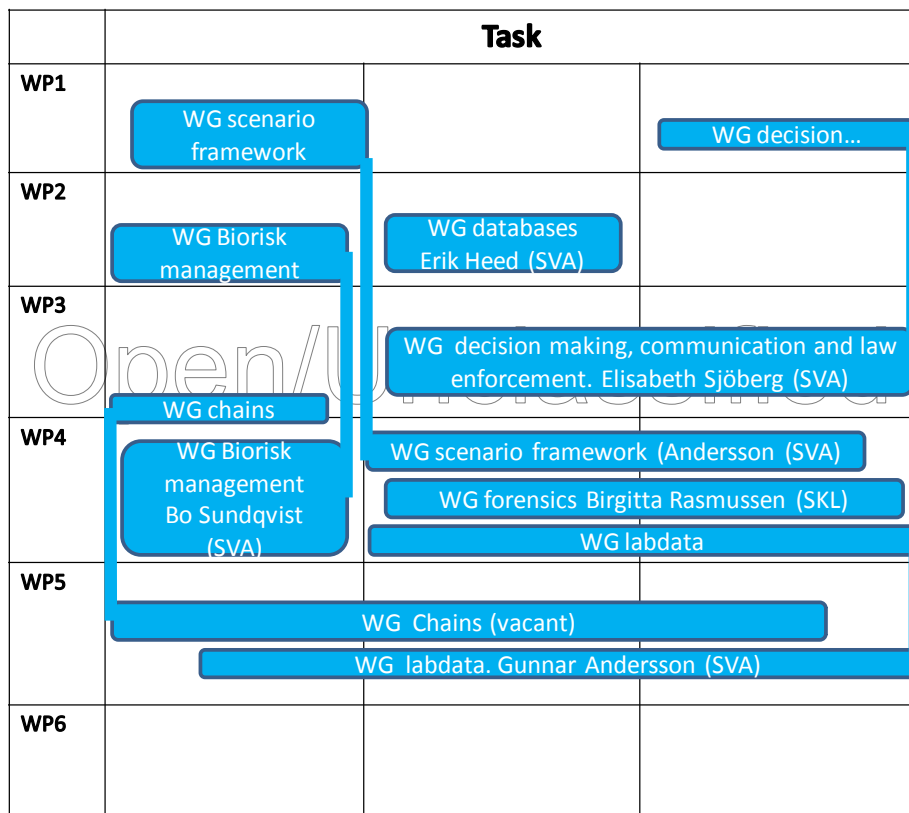 Task
WP1
WG scenario
framework
WG decision...
WP2
WG Biorisk
management
WG databases
Erik Heed (SVA)
WP3
Open/Unclassified
WG decision making, communication and law
enforcement. Elisabeth Sjöberg (SVA)
WG chains
WP4
WG Biorisk
management
Bo Sundqvist
(SVA)
WG scenario framework (Andersson (SVA)
WG forensics Birgitta Rasmussen (SKL)
WG labdata
WP5
WG Chains (vacant)
WG labdata. Gunnar Andersson (SVA)
WP6